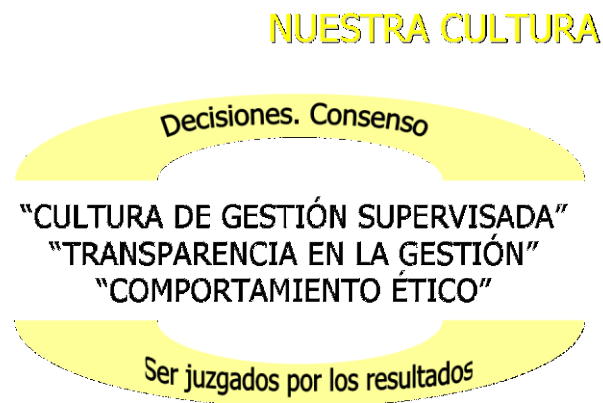 NUESTRA CULTURA
Decisiones. Consenso
“CULTURA DE GESTIÓN SUPERVISADA”
“TRANSPARENCIA EN LA GESTIÓN”
“COMPORTAMIENTO ÉTICO”
Ser juzgados por los resultados